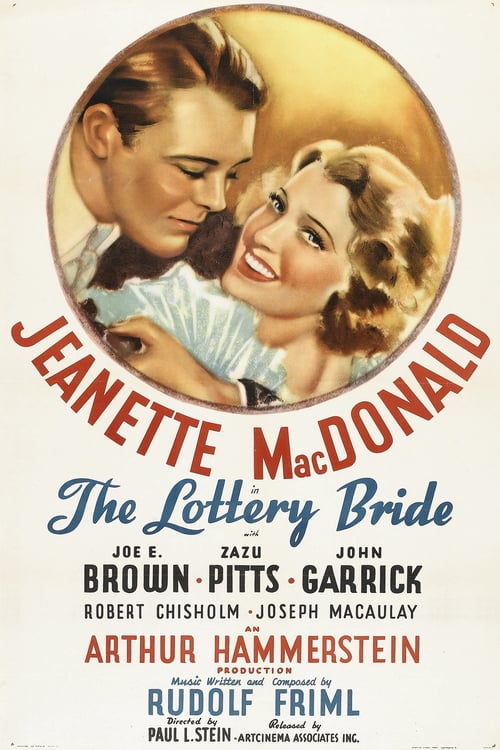 JEANETTE MacDONALD
in
The Lottery Bride
with
JOE E. BROWN · ZAZU PITTS · JOHN GARRICK
ROBERT CHISHOLM · JOSEPH MACAULAY
AN
ARTHUR HAMMERSTEIN
PRODUCTION
Music Written and Composed by
RUDOLF FRIML
Directed by PAUL L. STEIN - Released by ARTCINEMA ASSOCIATES INC.